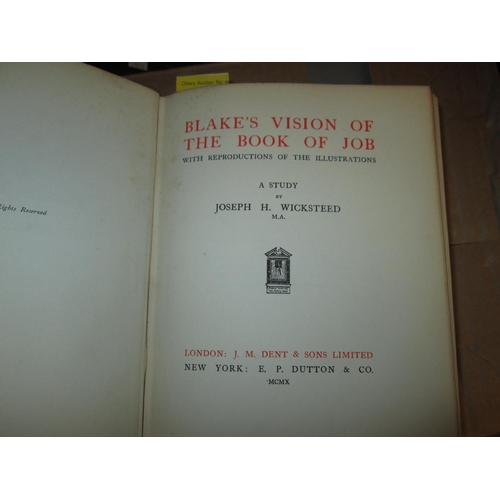 ights Reserved
BLAKE'S VISION OF
THE BOOK OF JOB
WITH REPRODUCTIONS OF THE ILLUSTRATIONS
A STUDY
BY
JOSEPH H. WICKSTEED
M.A.
LONDON: J. M. DENT & SONS LIMITED
NEW YORK: E. P. DUTTON & CO.
MCMX